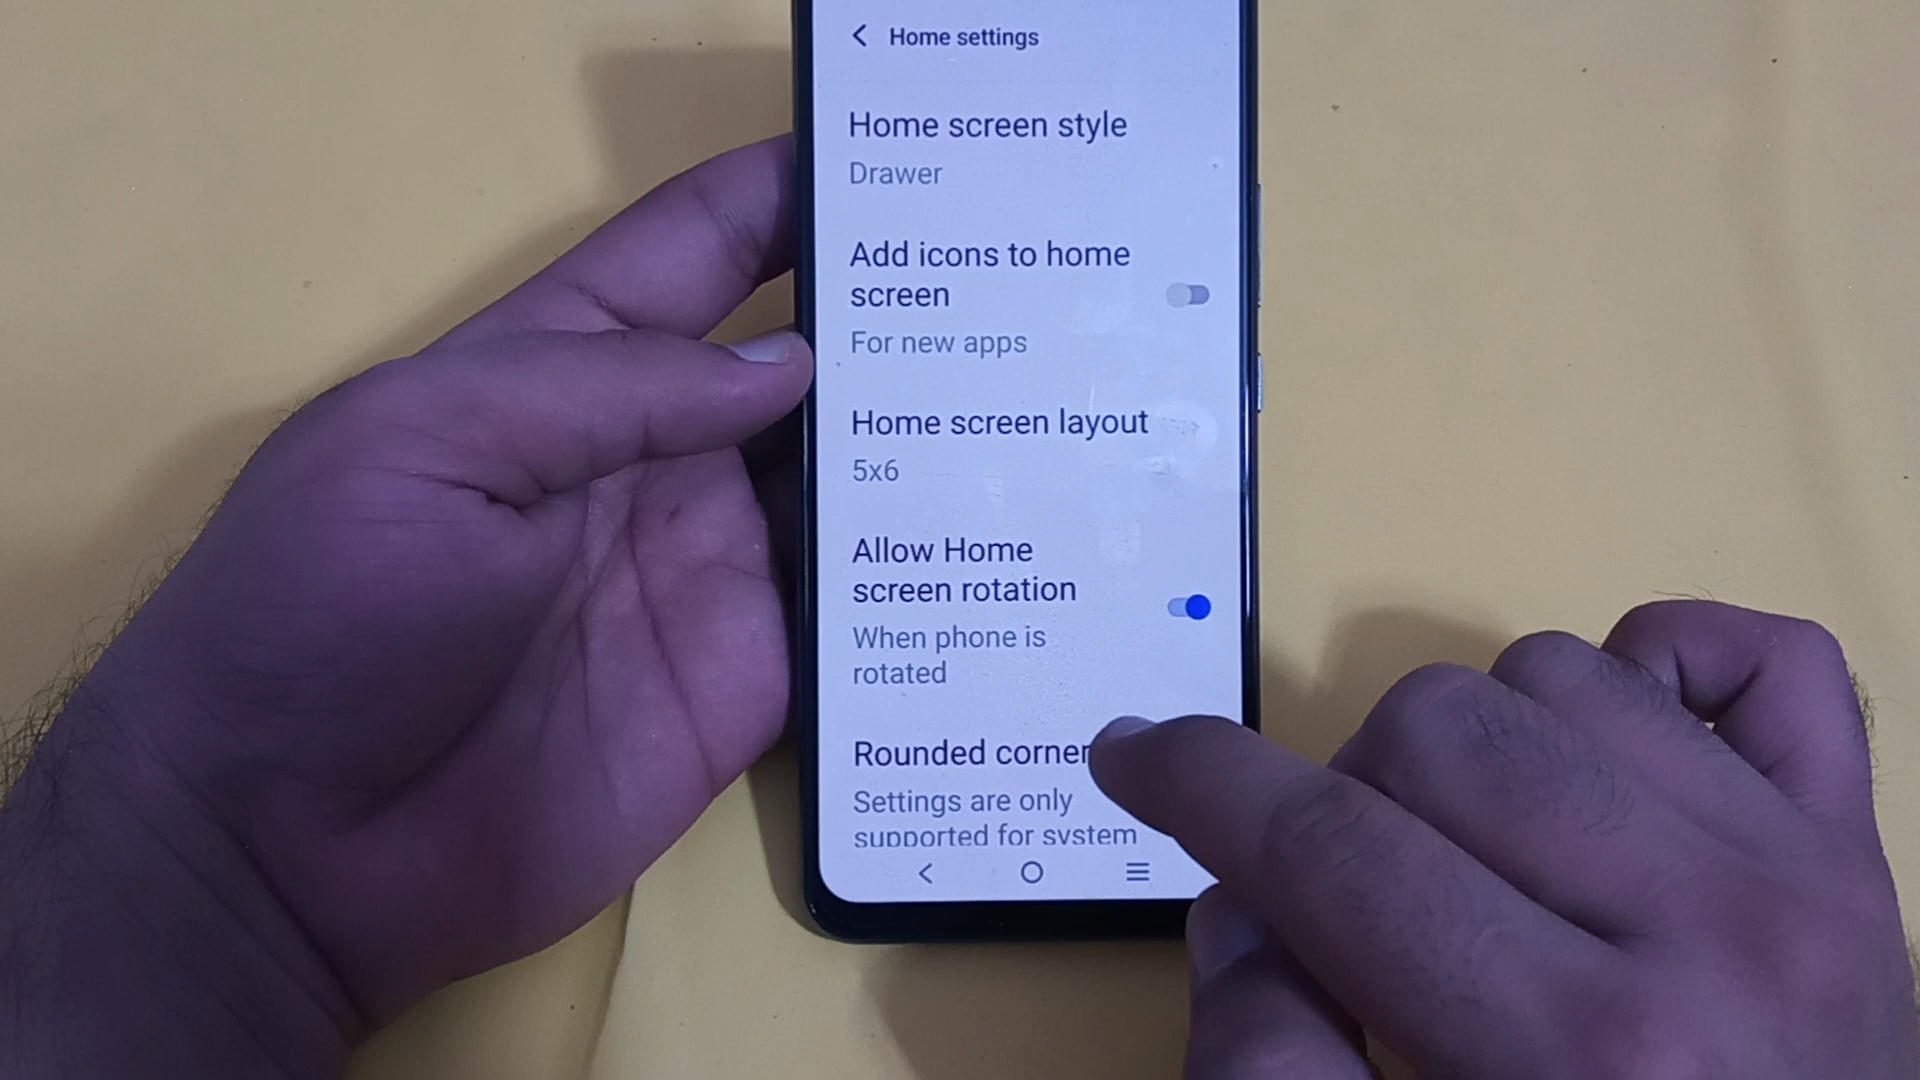 Home settings
Home screen style
Drawer
Add icons to home
screen
For new apps
Home screen layout
5x6
Allow Home
screen rotation
When phone is
rotated
Rounded corner
Settings are only
supported for system